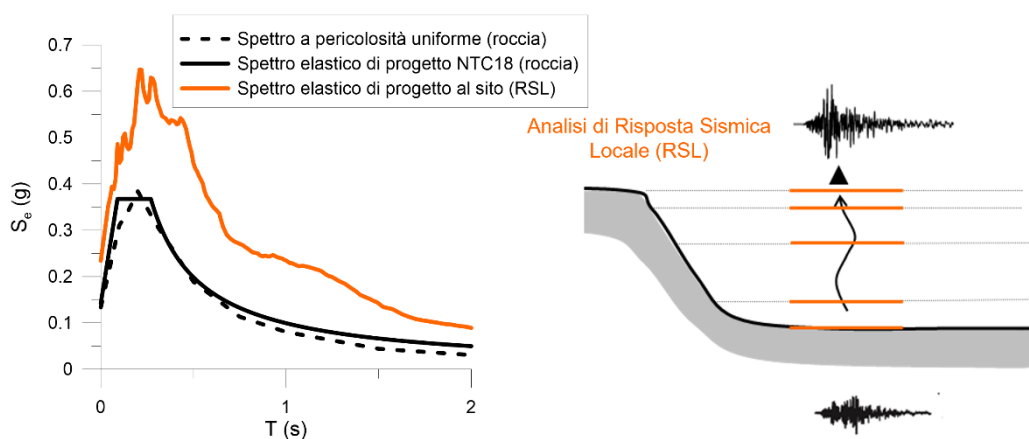 Spettro a pericolosità uniforme (roccia)
Spettro elastico di progetto NTC18 (roccia)
Spettro elastico di progetto al sito (RSL)
0.7
0.6
0.5
0.4
0.3
0.2
0.1
0
Se (g)
0
1
2
T (s)
Analisi di Risposta Sismica
Locale (RSL)